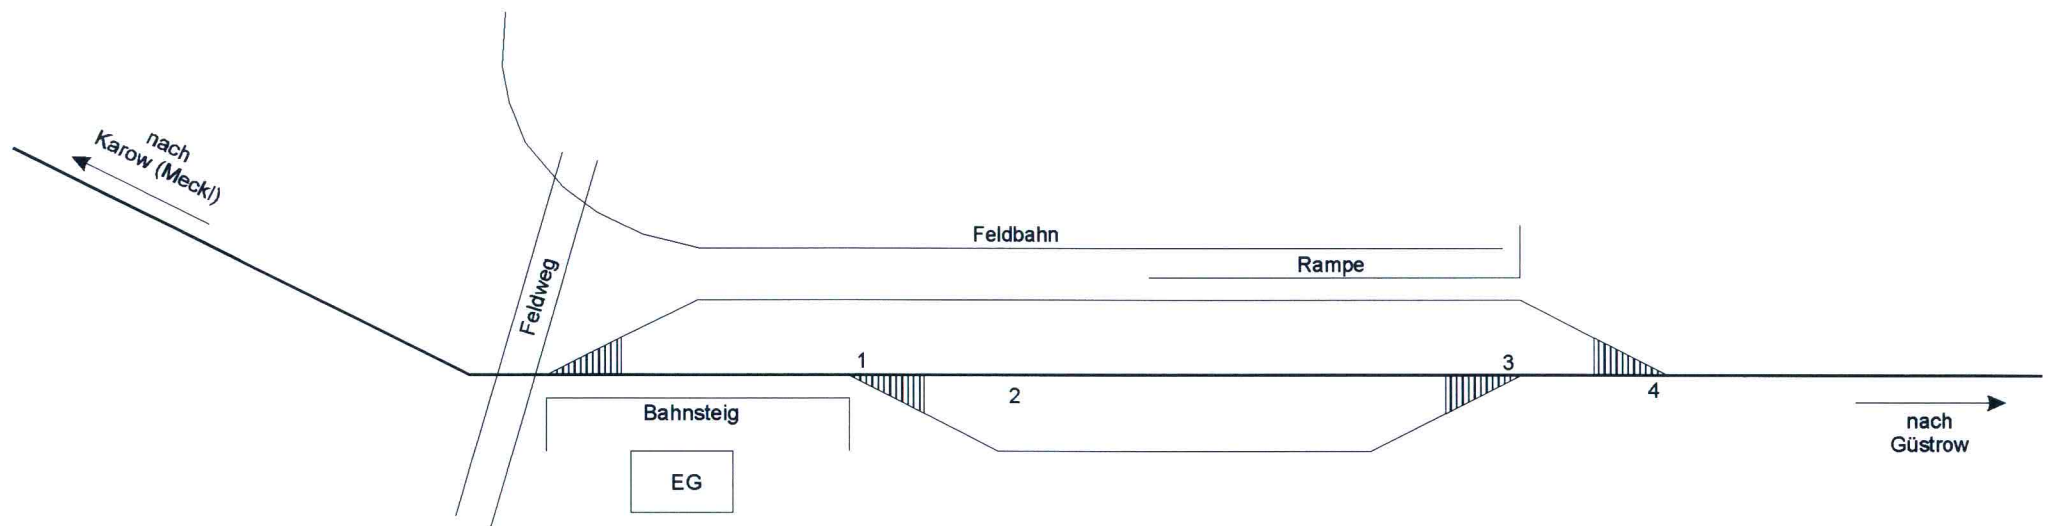 nach
Karow (Meckl)
Feldweg
Feldbahn
Rampe
1
2
3
4
Bahnsteig
EG
nach
Güstrow